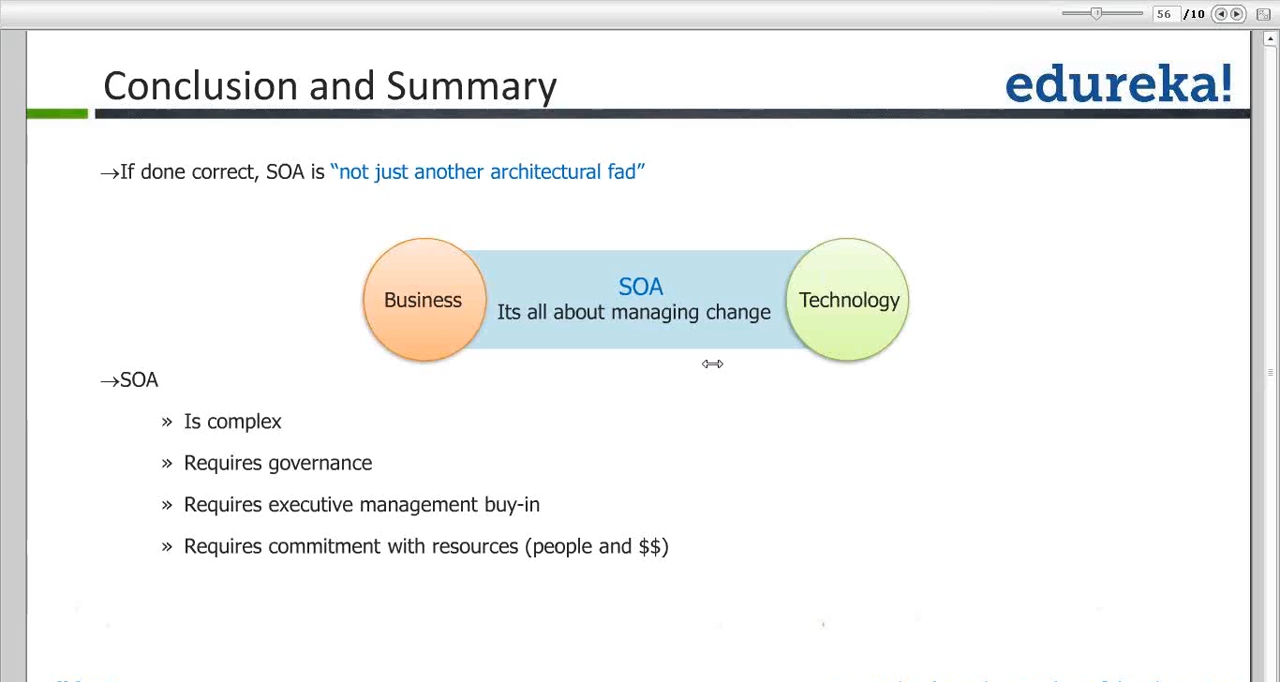 56 /10
Conclusion and Summary
edureka!
→If done correct, SOA is “not just another architectural fad”
Business
SOA
Its all about managing change
Technology
→SOA
» Is complex
» Requires governance
» Requires executive management buy-in
» Requires commitment with resources (people and $$)